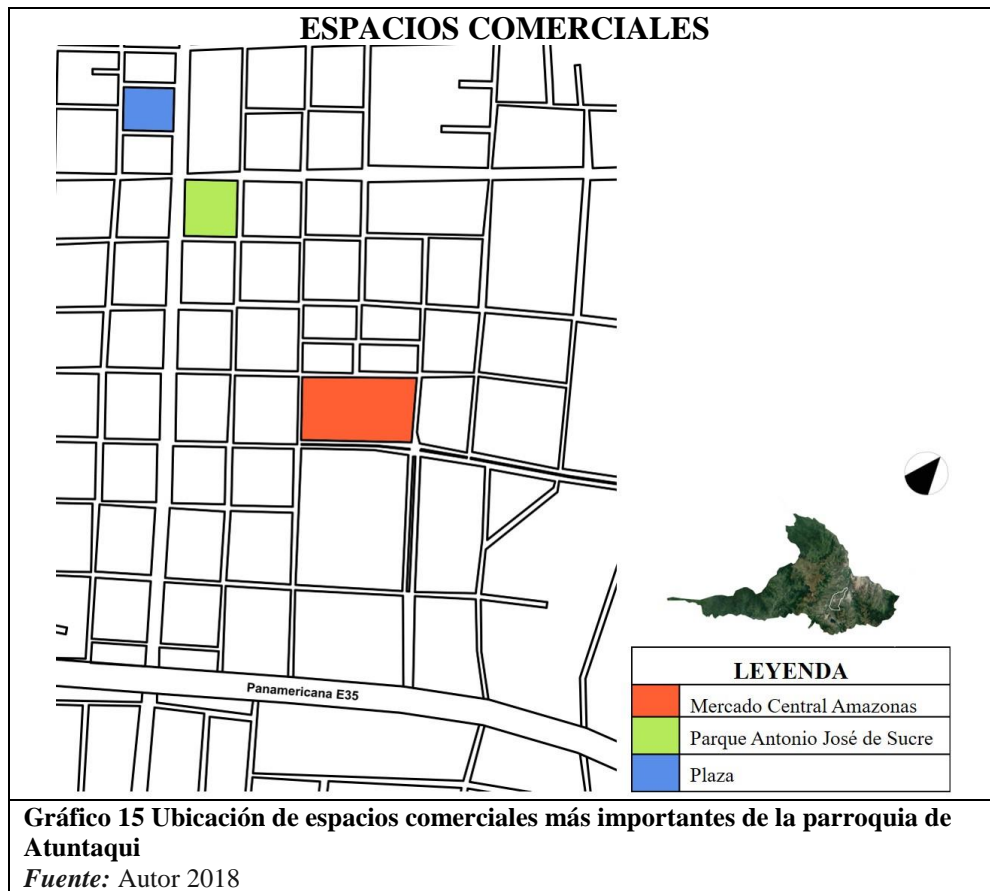 ESPACIOS COMERCIALES
Panamericana E35
LEYENDA
Mercado Central Amazonas
Parque Antonio José de Sucre
Plaza
Gráfico 15 Ubicación de espacios comerciales más importantes de la parroquia de
Atuntaqui
Fuente: Autor 2018